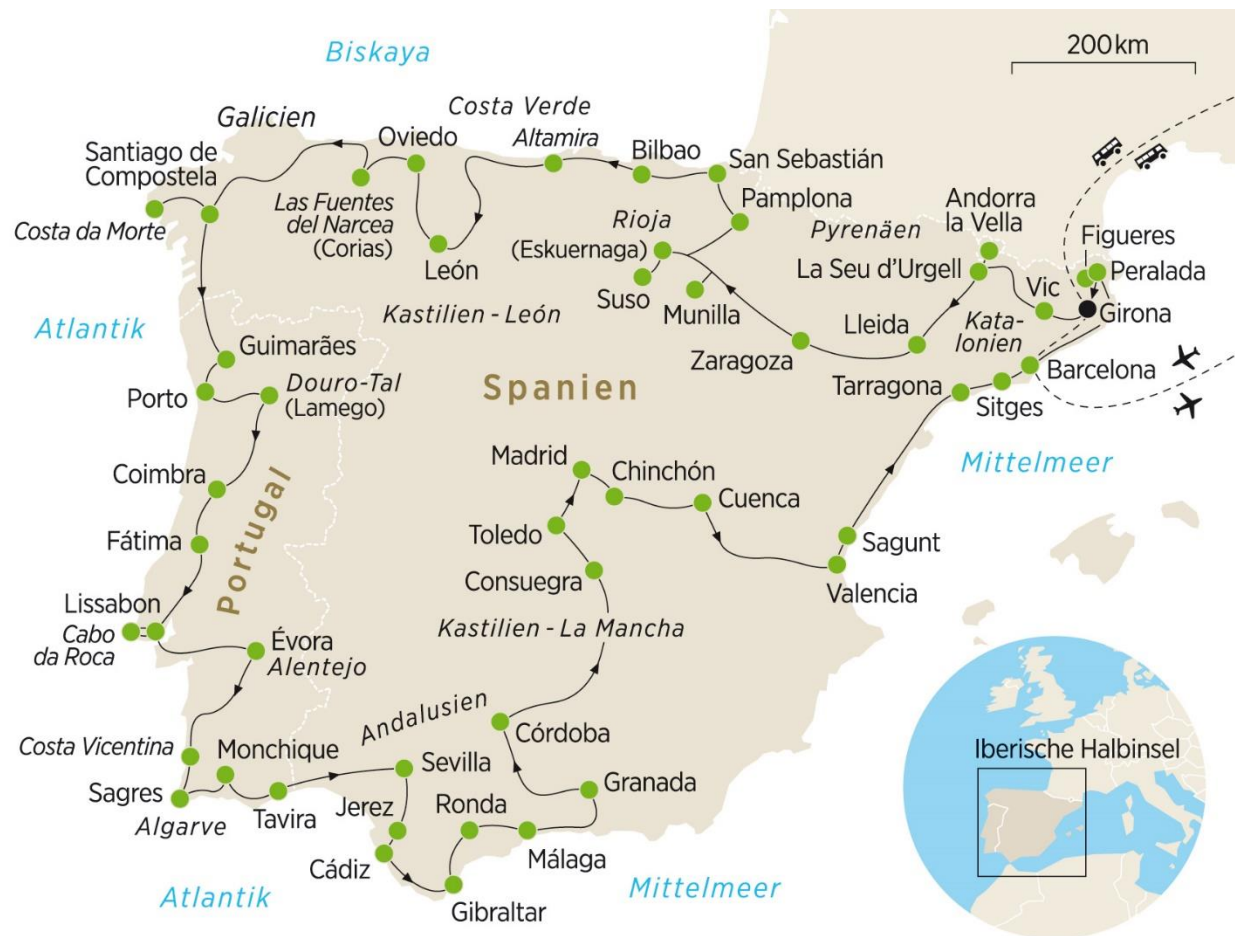 Biskaya
200 km
Costa Verde
Galicien
Oviedo
Altamira
Bilbao
San Sebastián
Santiago de
Compostela
Las Fuentes
del Narcea
(Corias)
Costa da Morte
León
Rioja
(Eskuernaga)
Pamplona
Pyrenäen
Andorra
la Vella
Figueres
La Seu d'Urgell
Peralada
Vic
Suso
Munilla
Girona
Kastilien - León
Atlantik
Lleida
Kata-
lonien
Zaragoza
Guimarães
Barcelona
Douro-Tal
(Lamego)
Porto
Spanien
Tarragona
Sitges
Mittelmeer
Madrid
Chinchón
Coimbra
Cuenca
Portugal
Toledo
Fátima
Sagunt
Consuegra
Valencia
Lissabon
Cabo
da Roca
Évora
Alentejo
Kastilien - La Mancha
Andalusien
Córdoba
Costa Vicentina
Monchique
Sevilla
Iberische Halbinsel
Granada
Sagres
Algarve
Tavira
Jerez
Ronda
Cádiz
Málaga
Atlantik
Gibraltar
Mittelmeer